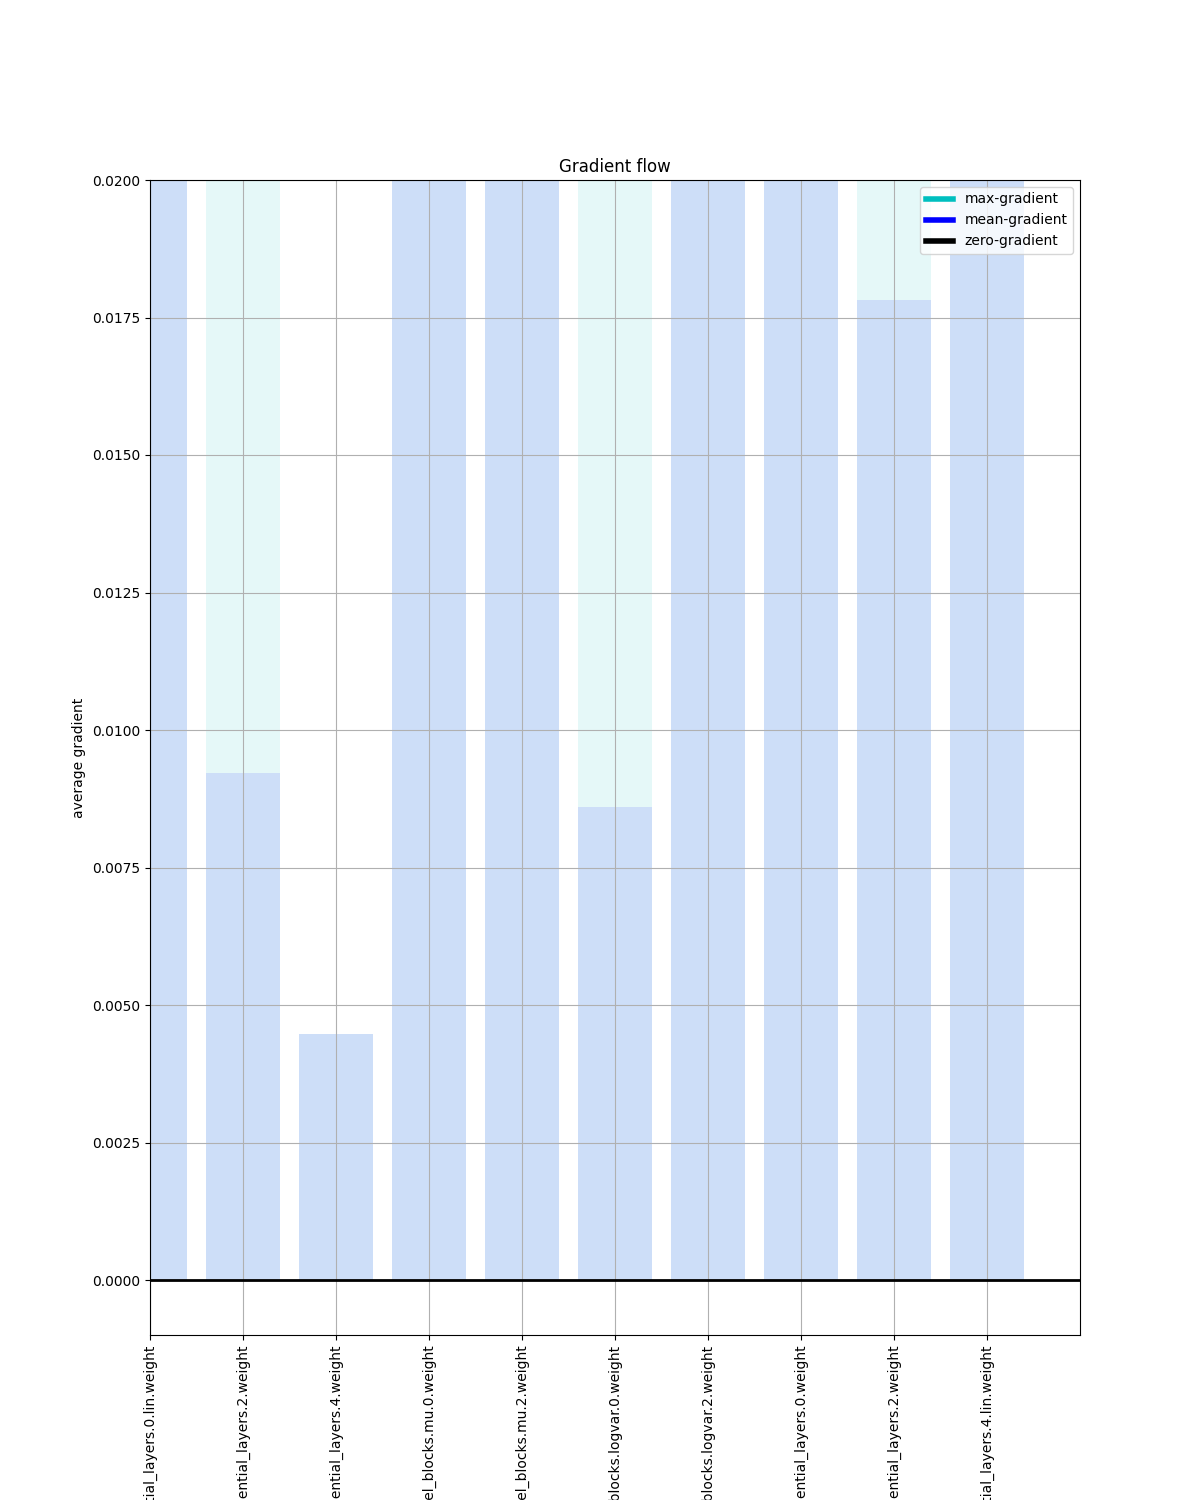 Gradient flow
max-gradient
mean-gradient
zero-gradient
0.0200
0.0175
0.0150
0.0125
0.0100
0.0075
0.0050
0.0025
0.0000
average gradient
tial_layers.0.lin.weight
ential_layers.2.weight
ential_layers.4.weight
el_blocks.mu.0.weight
el_blocks.mu.2.weight
blocks.logvar.0.weight
blocks.logvar.2.weight
ential_layers.0.weight
ential_layers.2.weight
tial_layers.4.lin.weight